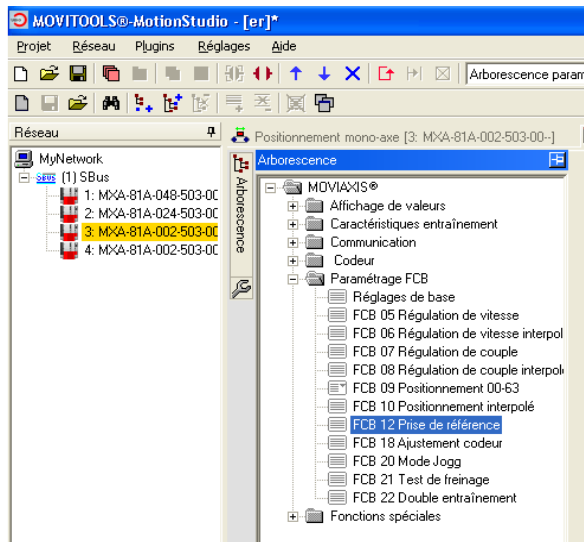 MOVITOOLS®-MotionStudio - [er]*
Projet Réseau Plugins Réglages Aide
Arborescence param
Réseau
Positionnement mono-axe [3: MXA-81A-002-503-00--]
MyNetwork
SBUS (1) SBus
1: MXA-81A-048-503-00
2: MXA-81A-024-503-00
3: MXA-81A-002-503-00
4: MXA-81A-002-503-00
Arborescence
Arborescence
MOVIAXIS®
Affichage de valeurs
Caractéristiques entraînement
Communication
Codeur
Paramétrage FCB
Réglages de base
FCB 05 Régulation de vitesse
FCB 06 Régulation de vitesse interpol
FCB 07 Régulation de couple
FCB 08 Régulation de couple interpol
FCB 09 Positionnement 00-63
FCB 10 Positionnement interpolé
FCB 12 Prise de référence
FCB 18 Ajustement codeur
FCB 20 Mode Jogg
FCB 21 Test de freinage
FCB 22 Double entraînement
Fonctions spéciales